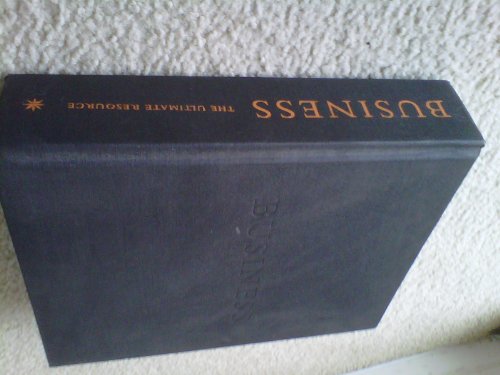 BUSINESS
THE ULTIMATE RESOURCE
BUSINESS